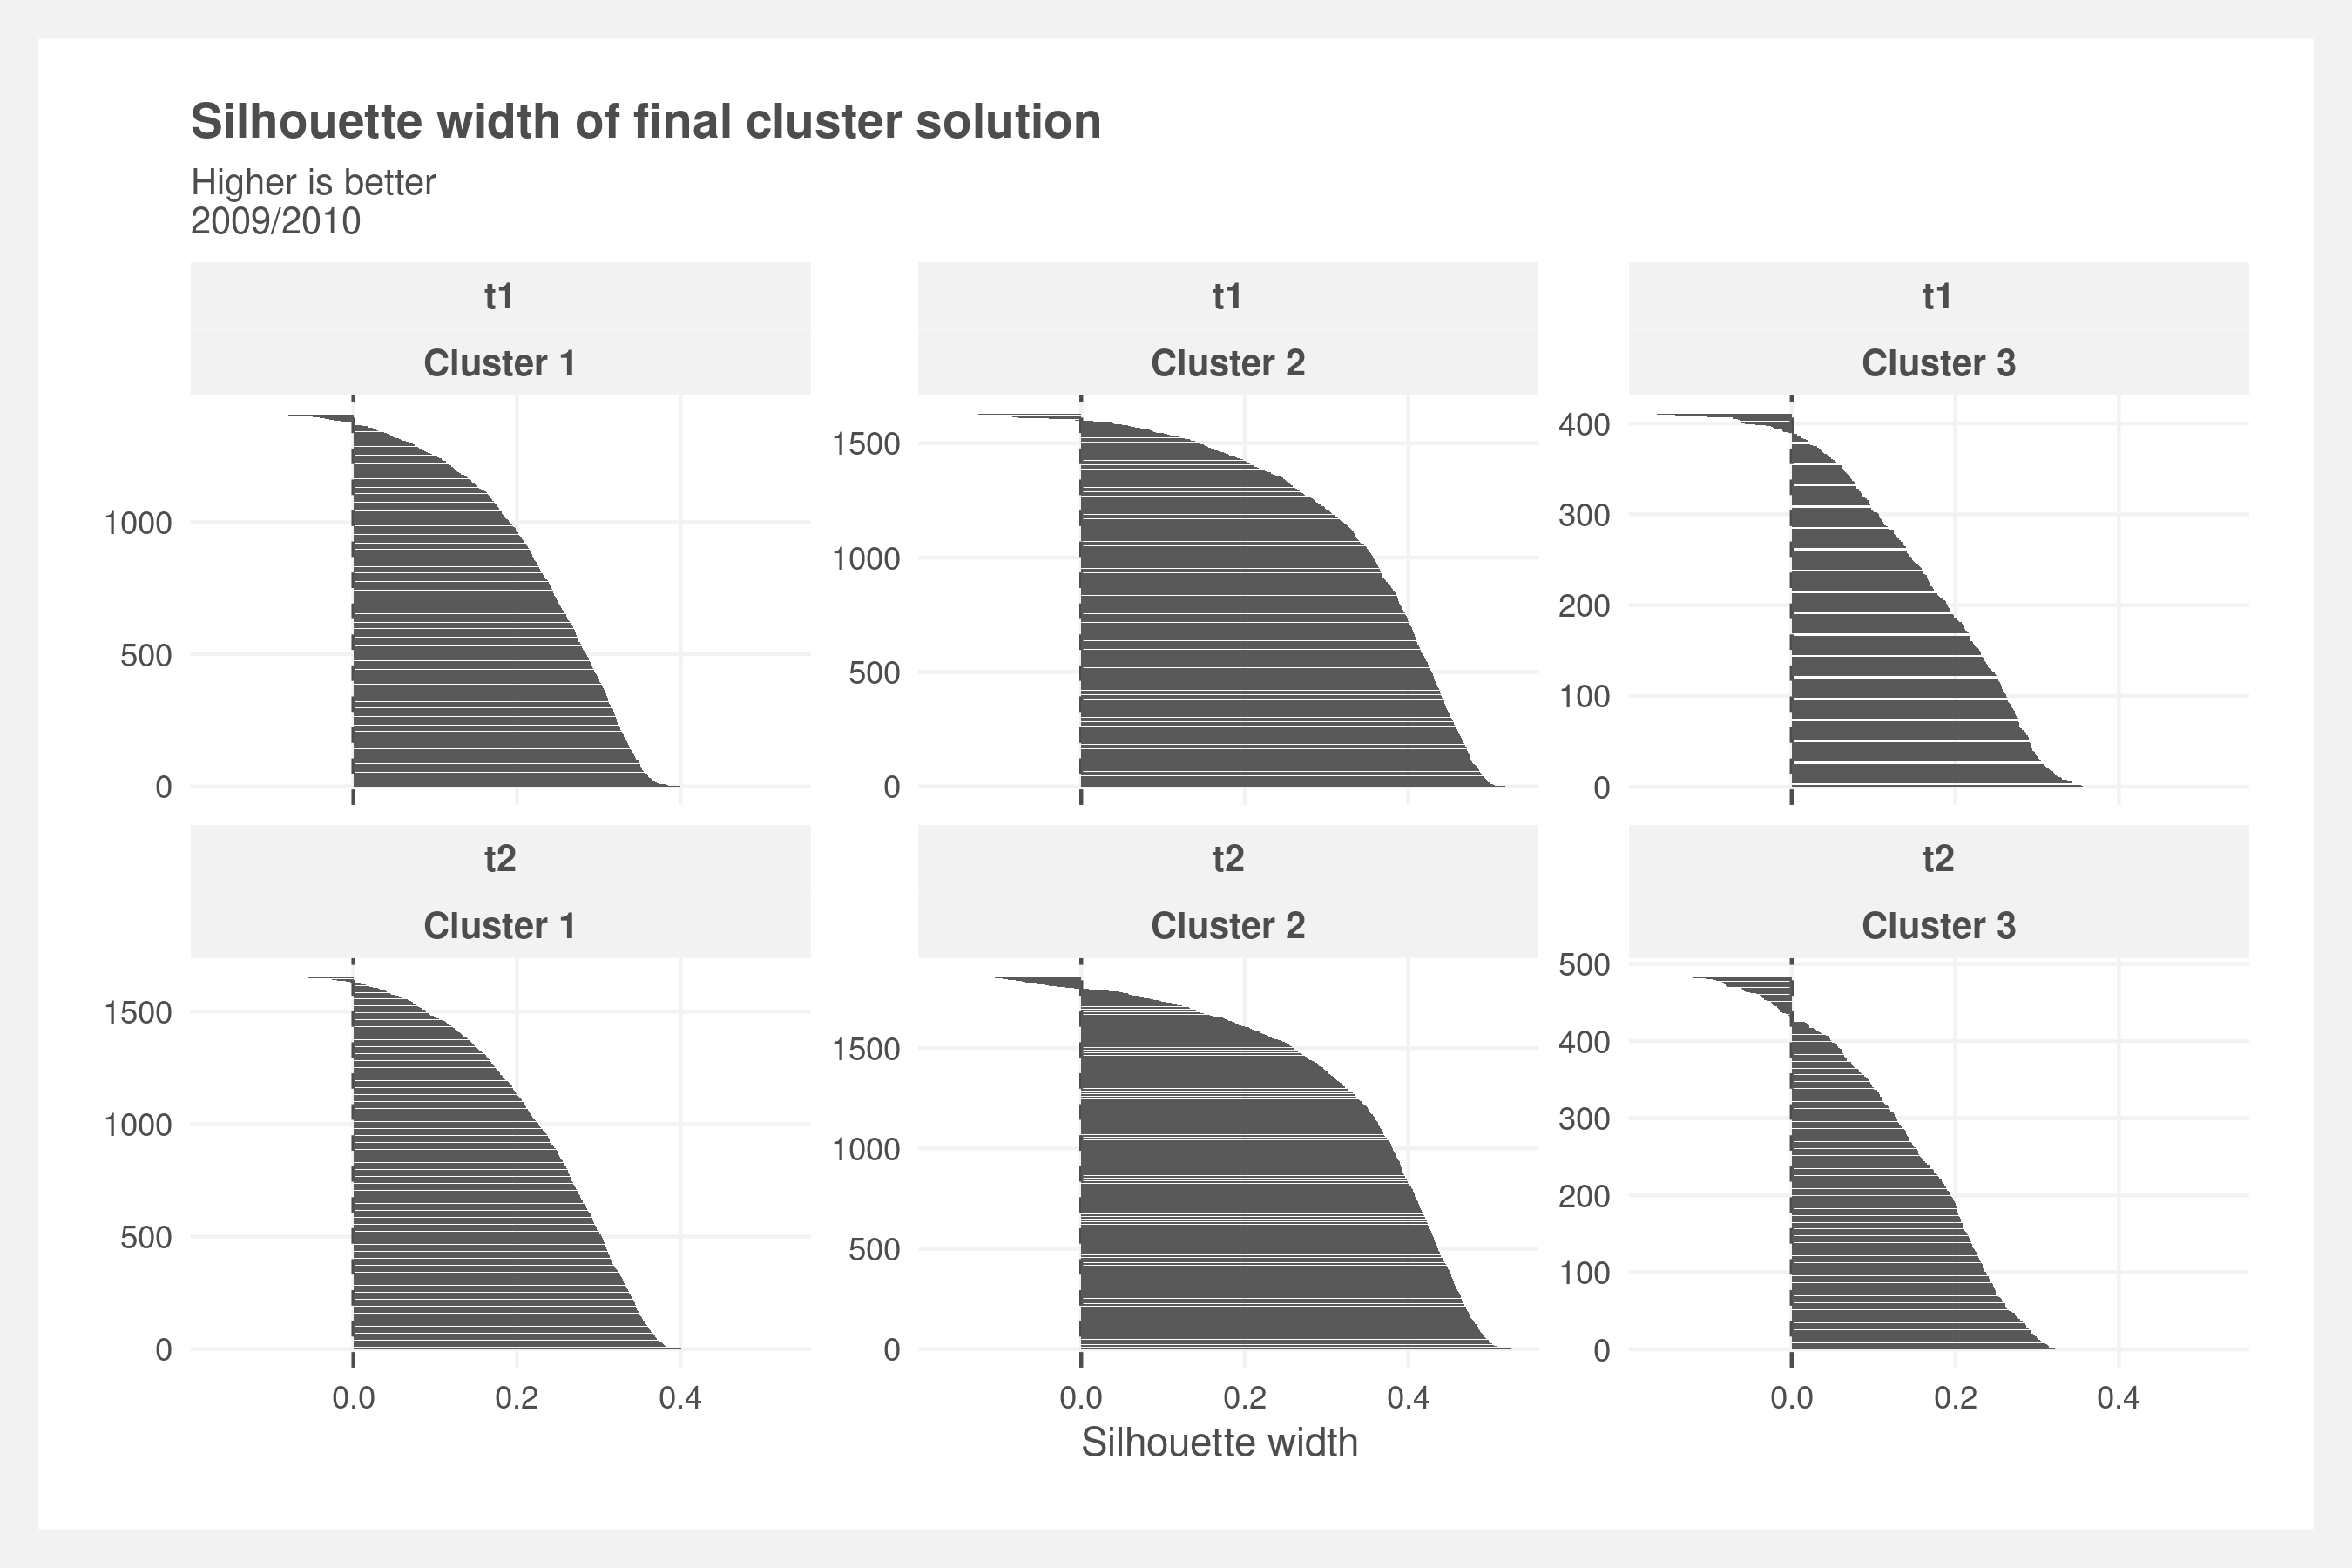 Silhouette width of final cluster solution
Higher is better
2009/2010
t1
t1
t1
Cluster 1
Cluster 2
Cluster 3
1000
500
0
1500
1000
500
0
400
300
200
100
0
t2
t2
t2
Cluster 1
Cluster 2
Cluster 3
1500
1000
500
0
1500
1000
500
0
500
400
300
200
100
0
0.0 0.2 0.4
0.0 0.2 0.4
0.0 0.2 0.4
Silhouette width